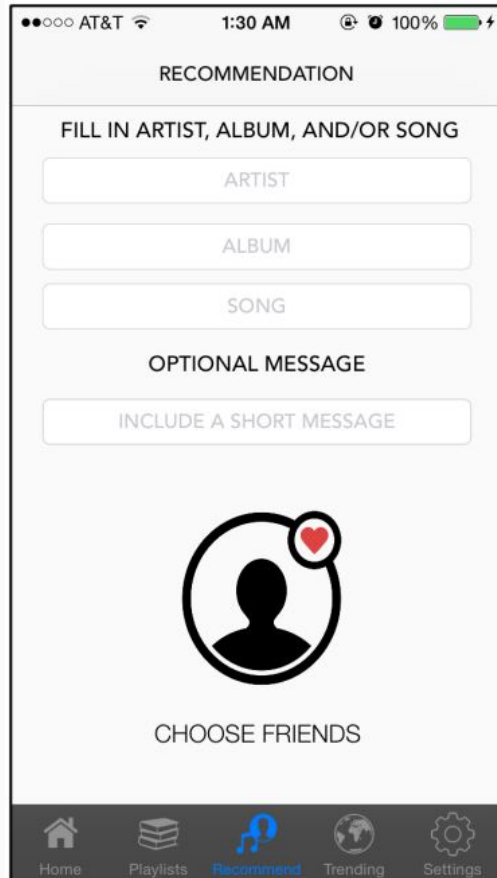 AT&T 1:30 AM 100%
RECOMMENDATION
FILL IN ARTIST, ALBUM, AND/OR SONG
ARTIST
ALBUM
SONG
OPTIONAL MESSAGE
INCLUDE A SHORT MESSAGE
CHOOSE FRIENDS
Home Playlists Recommend Trending Settings